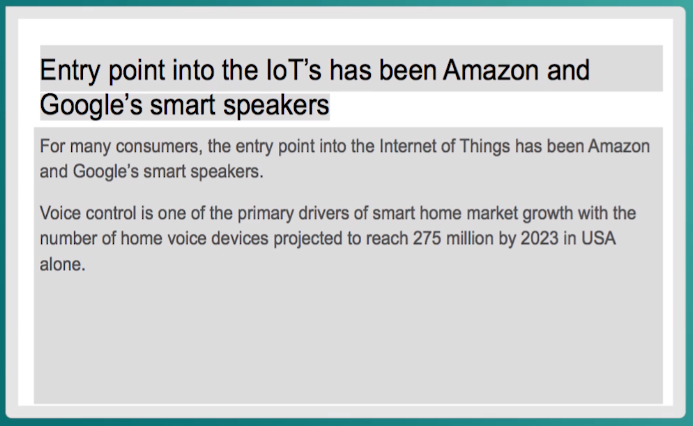 Entry point into the IoT’s has been Amazon and
Google’s smart speakers
For many consumers, the entry point into the Internet of Things has been Amazon
and Google’s smart speakers.
Voice control is one of the primary drivers of smart home market growth with the
number of home voice devices projected to reach 275 million by 2023 in USA
alone.